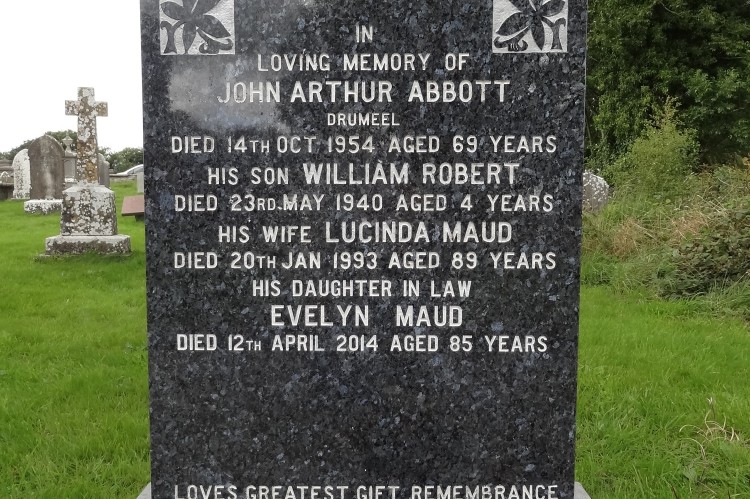 IN
LOVING MEMORY OF
JOHN ARTHUR ABBOTT
DRUMEEL
DIED 14TH OCT 1954 AGED 69 YEARS
HIS SON WILLIAM ROBERT
DIED 23RD. MAY 1940 AGED 4 YEARS
HIS WIFE LUCINDA MAUD
DIED 20TH JAN 1993 AGED 89 YEARS
HIS DAUGHTER IN LAW
EVELYN MAUD
DIED 12TH APRIL 2014 AGED 85 YEARS
LOVES GREATEST GIFT REMEMBRANCE